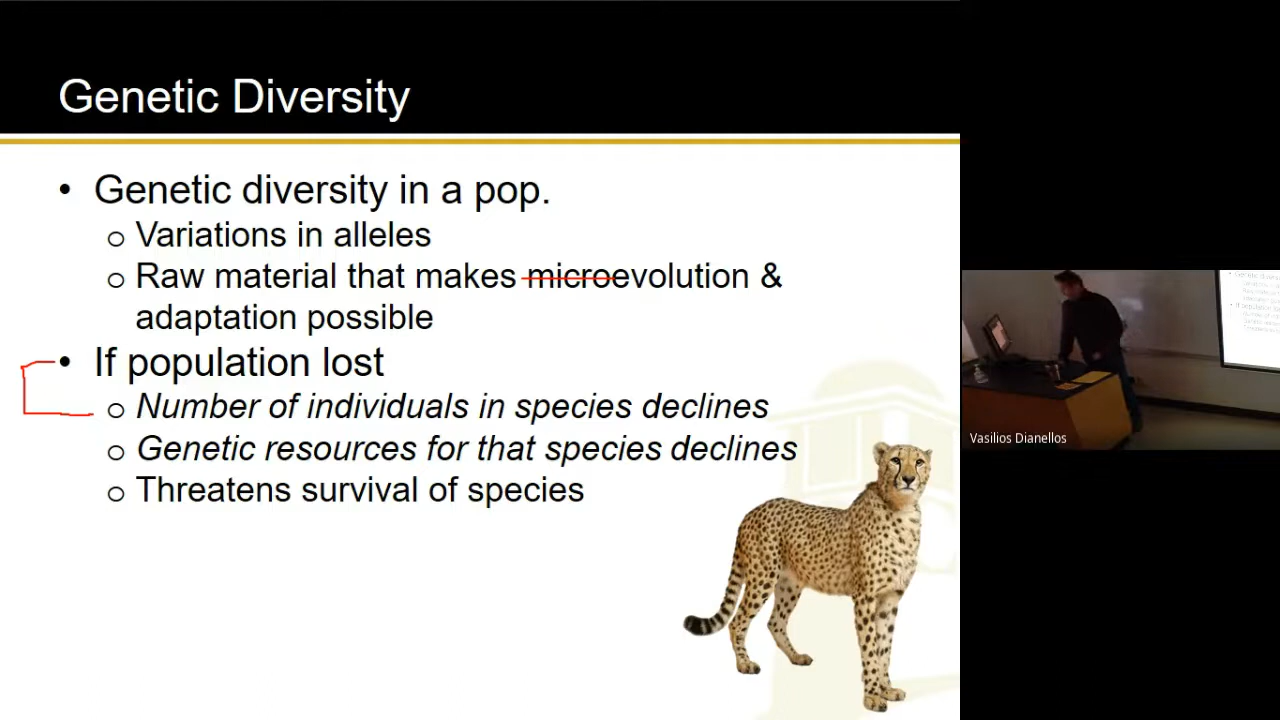 Genetic Diversity
• Genetic diversity in a pop.
o Variations in alleles
o Raw material that makes microevolution &
adaptation possible
• If population lost
o Number of individuals in species declines
o Genetic resources for that species declines
o Threatens survival of species
Vasilios Dianellos